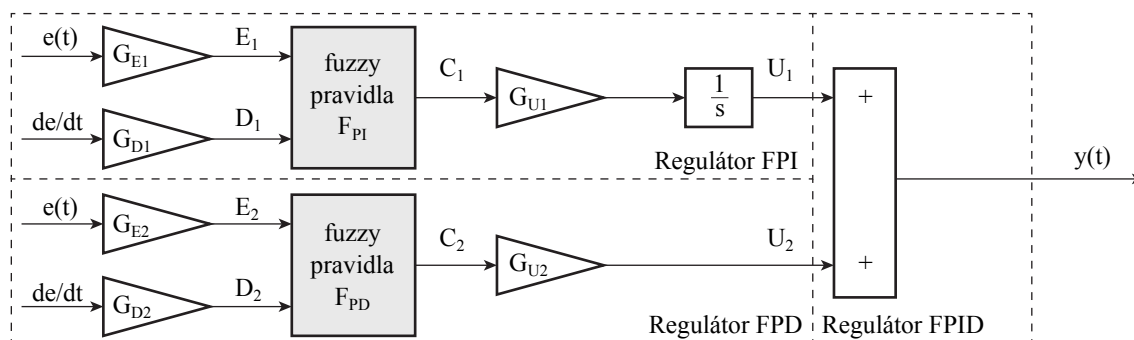 e(t)
G_E1
E_1
fuzzy
pravidla
F_PI
C_1
G_U1
1
s
U_1
+
de/dt
G_D1
D_1
Regulátor FPI
y(t)
e(t)
G_E2
E_2
fuzzy
pravidla
F_PD
C_2
G_U2
U_2
+
de/dt
G_D2
D_2
Regulátor FPD
Regulátor FPID